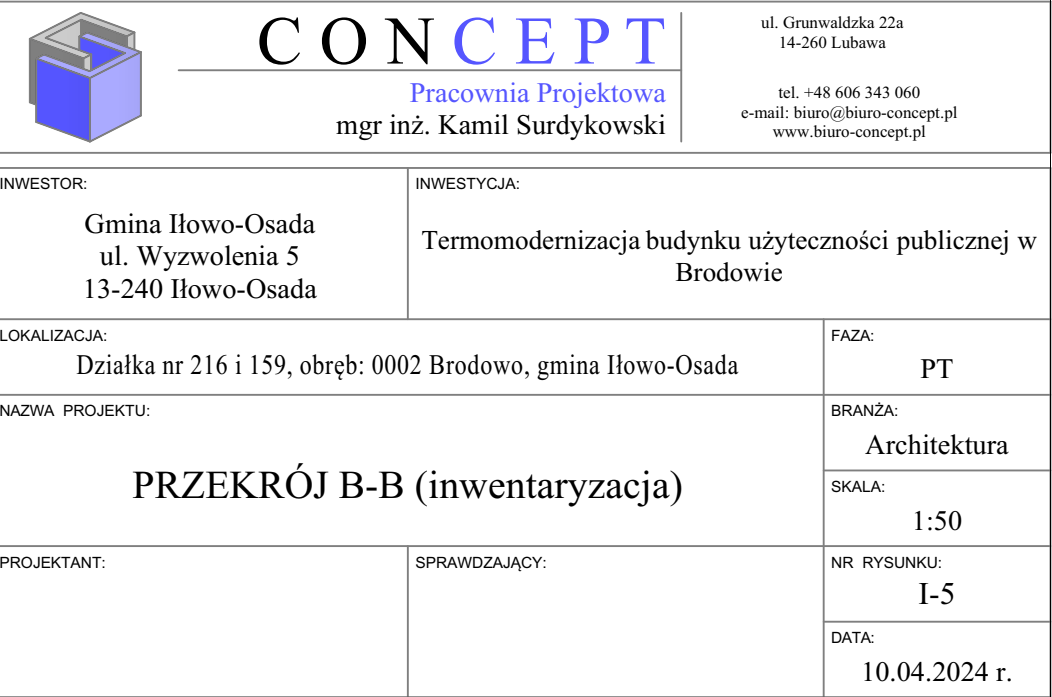 CONCEPT
Pracownia Projektowa
mgr inż. Kamil Surdykowski
ul. Grunwaldzka 22a
14-260 Lubawa
tel. +48 606 343 060
e-mail: biuro@biuro-concept.pl
www.biuro-concept.pl
INWESTOR:
Gmina Iłowo-Osada
ul. Wyzwolenia 5
13-240 Iłowo-Osada
INWESTYCJA:
Termomodernizacja budynku użyteczności publicznej w
Brodowie
LOKALIZACJA:
Działka nr 216 i 159, obręb: 0002 Brodowo, gmina Iłowo-Osada
FAZA:
PT
NAZWA PROJEKTU:
PRZEKRÓJ B-B (inwentaryzacja)
BRANŻA:
Architektura
SKALA:
1:50
PROJEKTANT:
SPRAWDZAJĄCY:
NR RYSUNKU:
I-5
DATA:
10.04.2024 r.